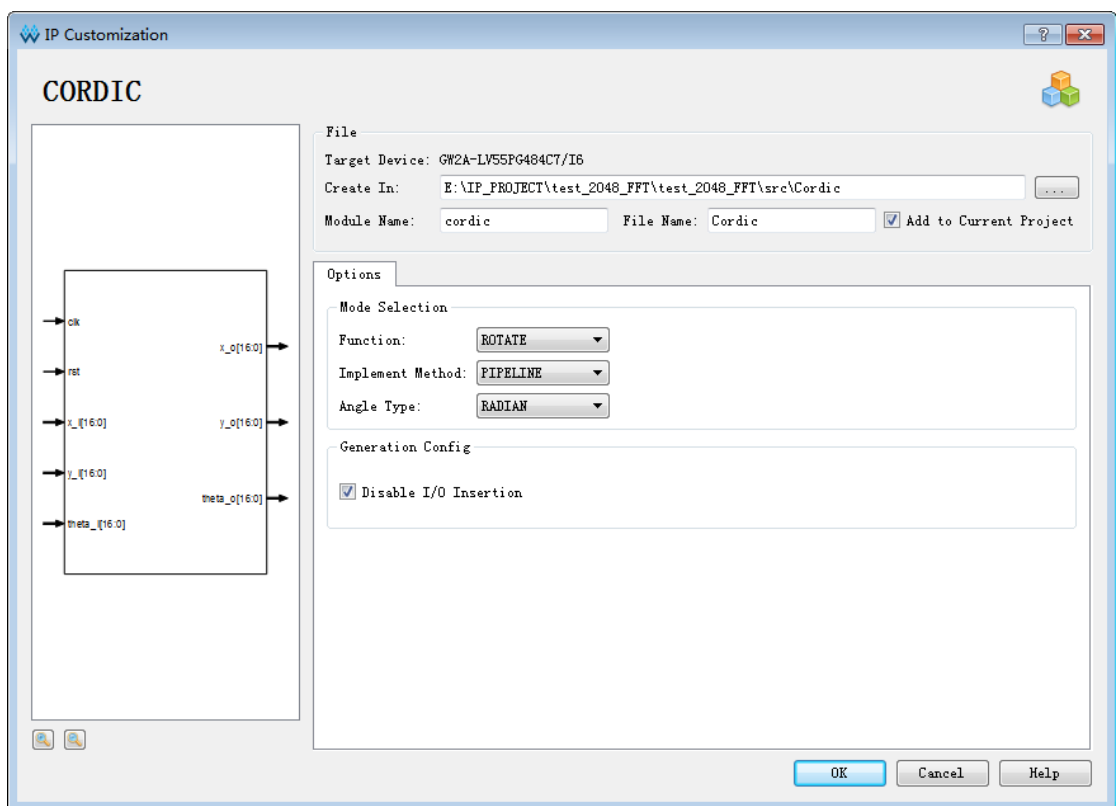 IP Customization
CORDIC
File
Target Device: GW2A-LV55PG484C7/I6
Create In: E:\IP_PROJECT\test_2048_FFT\test_2048_FFT\src\Cordic ...
Module Name: cordic File Name: Cordic Add to Current Project
Options
Mode Selection
Function: ROTATE
Implement Method: PIPELINE
Angle Type: RADIAN
Generation Config
Disable I/O Insertion
clk
x_o[16:0]
rst
x_i[16:0] y_o[16:0]
y_i[16:0]
theta_o[16:0]
theta_i[16:0]
OK Cancel Help